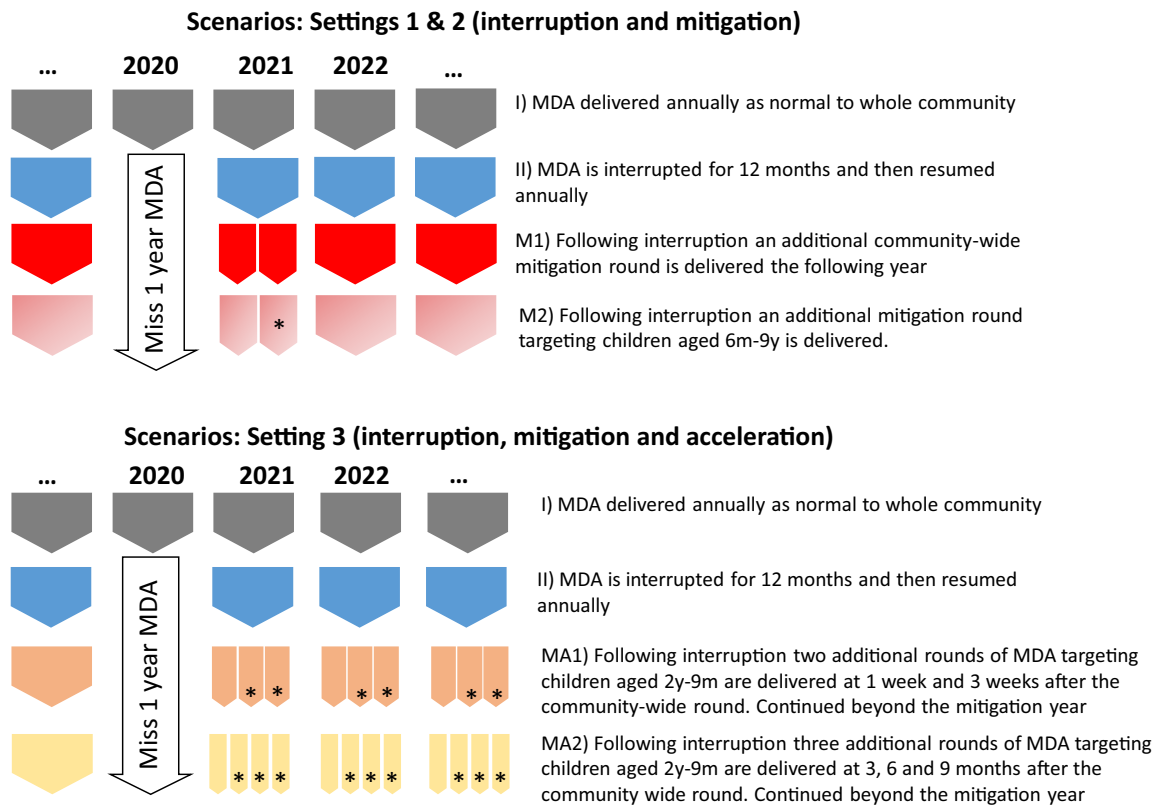 Scenarios: Settings 1 & 2 (interruption and mitigation)
... 2020 2021 2022 ...
I) MDA delivered annually as normal to whole community
Miss 1 year MDA
II) MDA is interrupted for 12 months and then resumed
annually
M1) Following interruption an additional community-wide
mitigation round is delivered the following year
*
M2) Following interruption an additional mitigation round
targeting children aged 6m-9y is delivered.
Scenarios: Setting 3 (interruption, mitigation and acceleration)
... 2020 2021 2022 ...
I) MDA delivered annually as normal to whole community
Miss 1 year MDA
II) MDA is interrupted for 12 months and then resumed
annually
* * * * * *
MA1) Following interruption two additional rounds of MDA targeting
children aged 2y-9m are delivered at 1 week and 3 weeks after the
community-wide round. Continued beyond the mitigation year
* * * * * * * * *
MA2) Following interruption three additional rounds of MDA targeting
children aged 2y-9m are delivered at 3, 6 and 9 months after the
community wide round. Continued beyond the mitigation year